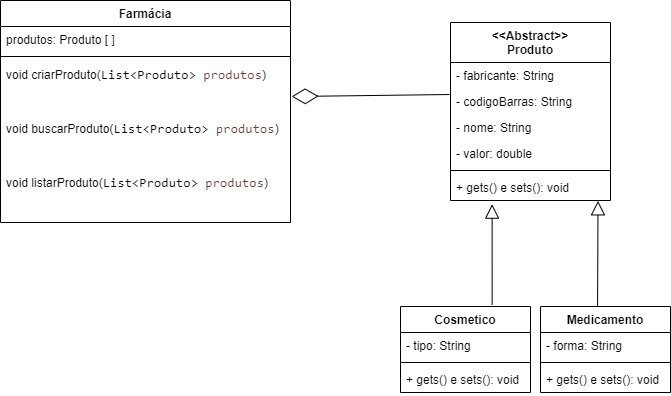 Farmácia
produtos: Produto [ ]
void criarProduto(List<Produto> produtos)
void buscarProduto(List<Produto> produtos)
void listarProduto(List<Produto> produtos)
<<Abstract>>
Produto
- fabricante: String
- codigoBarras: String
- nome: String
- valor: double
+ gets() e sets(): void
Cosmetico
- tipo: String
+ gets() e sets(): void
Medicamento
- forma: String
+ gets() e sets(): void